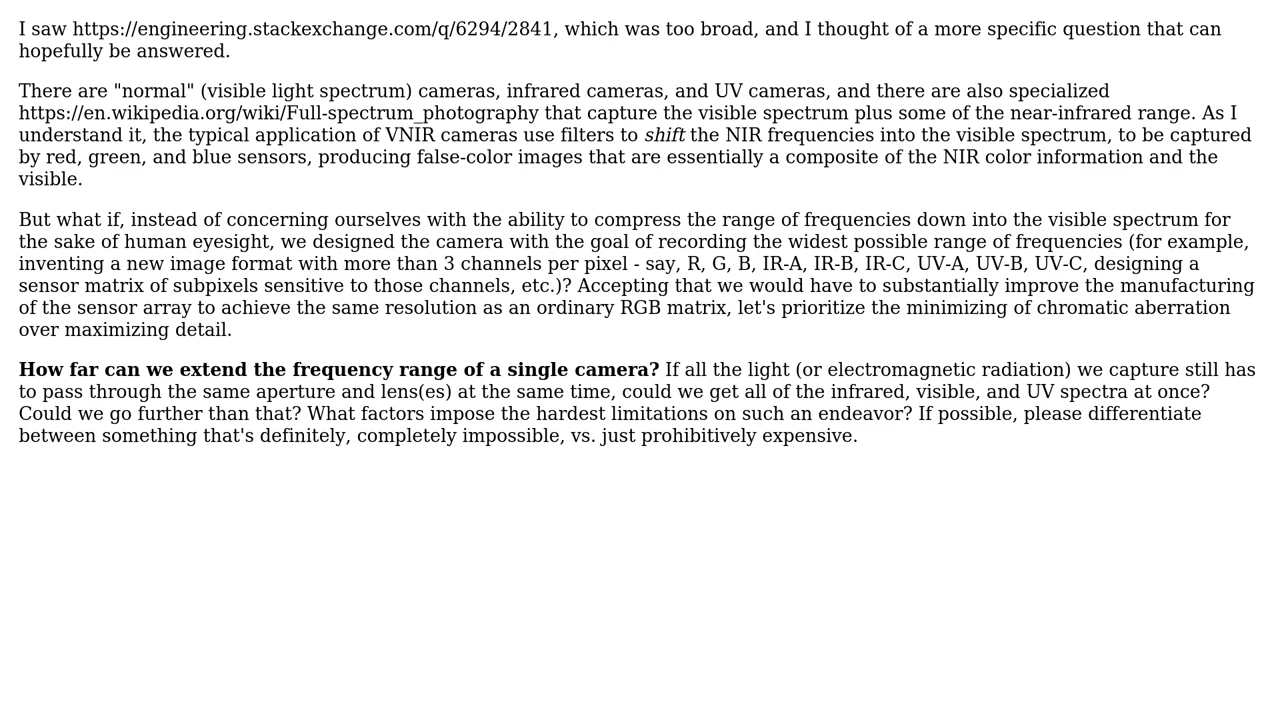 I saw https://engineering.stackexchange.com/q/6294/2841, which was too broad, and I thought of a more specific question that can
hopefully be answered.
There are "normal" (visible light spectrum) cameras, infrared cameras, and UV cameras, and there are also specialized
https://en.wikipedia.org/wiki/Full-spectrum_photography that capture the visible spectrum plus some of the near-infrared range. As I
understand it, the typical application of VNIR cameras use filters to shift the NIR frequencies into the visible spectrum, to be captured
by red, green, and blue sensors, producing false-color images that are essentially a composite of the NIR color information and the
visible.
But what if, instead of concerning ourselves with the ability to compress the range of frequencies down into the visible spectrum for
the sake of human eyesight, we designed the camera with the goal of recording the widest possible range of frequencies (for example,
inventing a new image format with more than 3 channels per pixel - say, R, G, B, IR-A, IR-B, IR-C, UV-A, UV-B, UV-C, designing a
sensor matrix of subpixels sensitive to those channels, etc.)? Accepting that we would have to substantially improve the manufacturing
of the sensor array to achieve the same resolution as an ordinary RGB matrix, let's prioritize the minimizing of chromatic aberration
over maximizing detail.
How far can we extend the frequency range of a single camera? If all the light (or electromagnetic radiation) we capture still has
to pass through the same aperture and lens(es) at the same time, could we get all of the infrared, visible, and UV spectra at once?
Could we go further than that? What factors impose the hardest limitations on such an endeavor? If possible, please differentiate
between something that's definitely, completely impossible, vs. just prohibitively expensive.